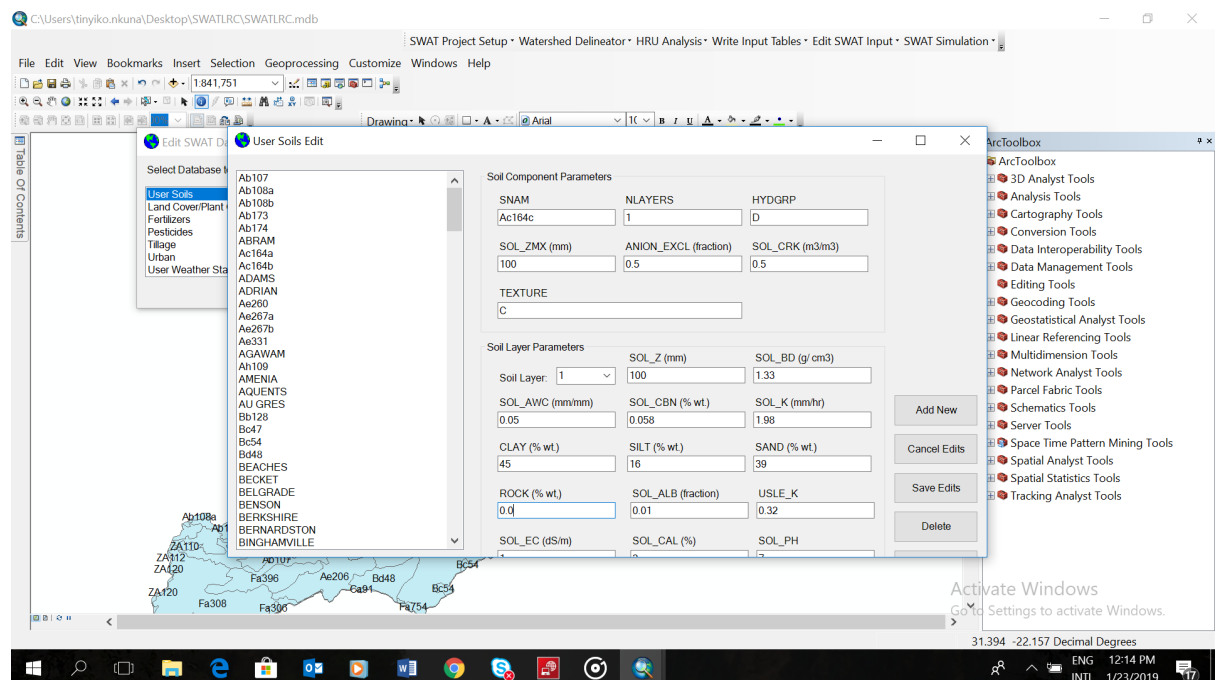 C:\Users\tinyiko.nkuna\Desktop\SWATLRC\SWATLRC.mdb
SWAT Project Setup Watershed Delineator HRU Analysis Write Input Tables Edit SWAT Input SWAT Simulation
File Edit View Bookmarks Insert Selection Geoprocessing Customize Windows Help
1:841,751
Drawing A Arial B I U A
Table Of Contents
Edit SWAT
Select Database
User Soils
Land Cover/Plant
Fertilizers
Pesticides
Tillage
Urban
User Weather Sta
User Soils Edit
Ab107
Ab108a
Ab108b
Ab173
Ab174
ABRAM
Ac164a
Ac164b
ADAMS
ADRIAN
Ae260
Ae267a
Ae267b
Ae331
AGAWAM
Ah109
AMENIA
AQUENTS
AU GRES
Bb128
Bc47
Bc54
Bd48
BEACHES
BECKET
BELGRADE
BENSON
BERKSHIRE
BERNARDSTON
BINGHAMVILLE
Soil Component Parameters
SNAM NLAYERS HYDGRP
Ac164c 1 D
SOL_ZMX (mm) ANION_EXCL (fraction) SOL_CRK (m3/m3)
100 0.5 0.5
TEXTURE
C
Soil Layer Parameters
SOL_Z (mm) SOL_BD (g/ cm3)
Soil Layer: 1 100 1.33
SOL_AWC (mm/mm) SOL_CBN (% wt.) SOL_K (mm/hr)
0.05 0.058 1.98
CLAY (% wt.) SILT (% wt.) SAND (% wt.)
45 16 39
ROCK (% wt,) SOL_ALB (fraction) USLE_K
0.0 0.01 0.32
SOL_EC (dS/m) SOL_CAL (%) SOL_PH
Add New
Cancel Edits
Save Edits
Delete
ArcToolbox
ArcToolbox
3D Analyst Tools
Analysis Tools
Cartography Tools
Conversion Tools
Data Interoperability Tools
Data Management Tools
Editing Tools
Geocoding Tools
Geostatistical Analyst Tools
Linear Referencing Tools
Multidimension Tools
Network Analyst Tools
Parcel Fabric Tools
Schematics Tools
Server Tools
Space Time Pattern Mining Tools
Spatial Analyst Tools
Spatial Statistics Tools
Tracking Analyst Tools
Ab108a
ZA110
ZA112
ZA120
Ab107
Bc54
Fa396 Ae206 Bd48
ZA120 Ca91 Bc54
Fa308 Fa306 Fa754
Activate Windows
Go to Settings to activate Windows.
31.394 -22.157 Decimal Degrees
ENG 12:14 PM
INTL 1/23/2019
17